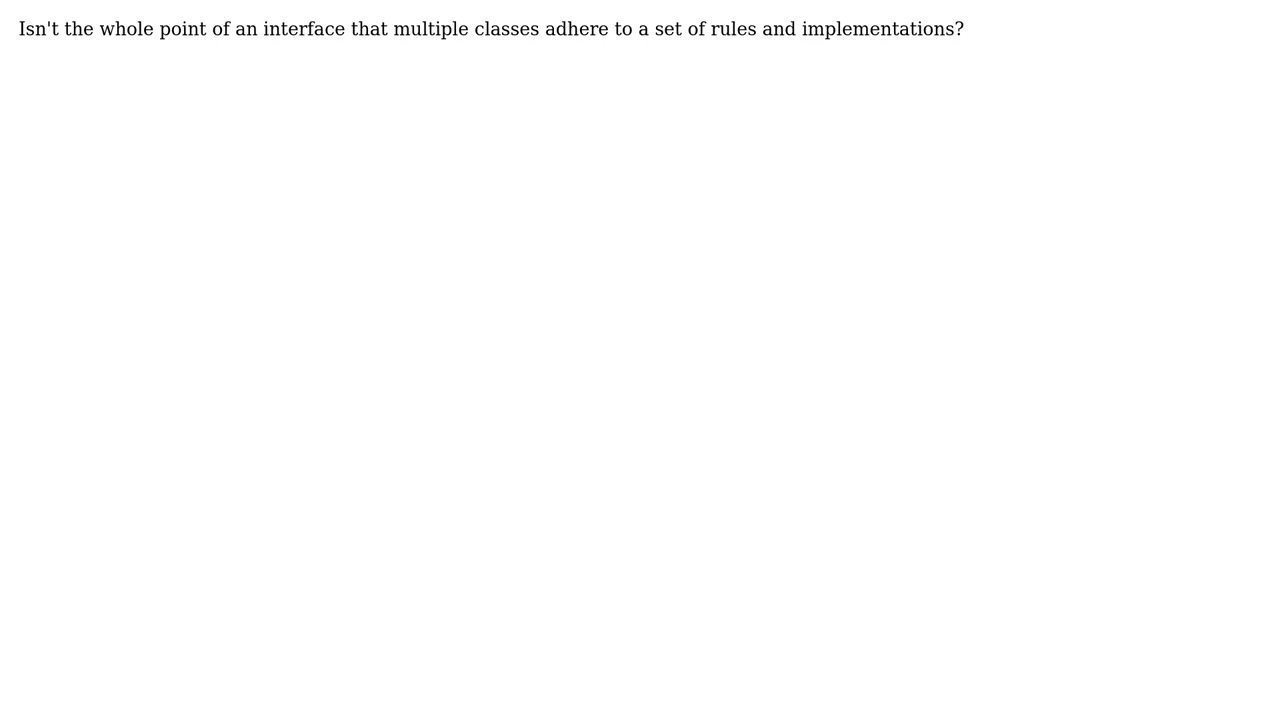 Isn't the whole point of an interface that multiple classes adhere to a set of rules and implementations?